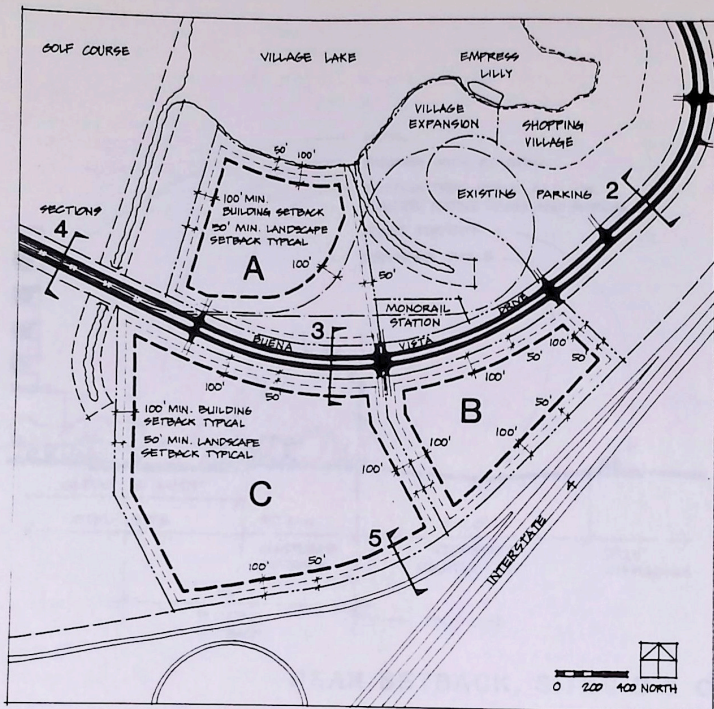 GOLF COURSE
VILLAGE LAKE
EMPRESS
LILLY
VILLAGE
EXPANSION
SHOPPING
VILLAGE
50'
100'
100' MIN.
BUILDING SETBACK
50' MIN. LANDSCAPE
SETBACK TYPICAL
EXISTING PARKING
2
SECTIONS
4
A
100'
50'
MONORAIL
STATION
3
BUENA
VISTA
DRIVE
100'
50'
100'
50'
100'
50'
50'
100' MIN. BUILDING
SETBACK TYPICAL
50' MIN. LANDSCAPE
SETBACK TYPICAL
B
100'
100'
100'
C
5
INTERSTATE 4
100'
50'
0 200 400 NORTH